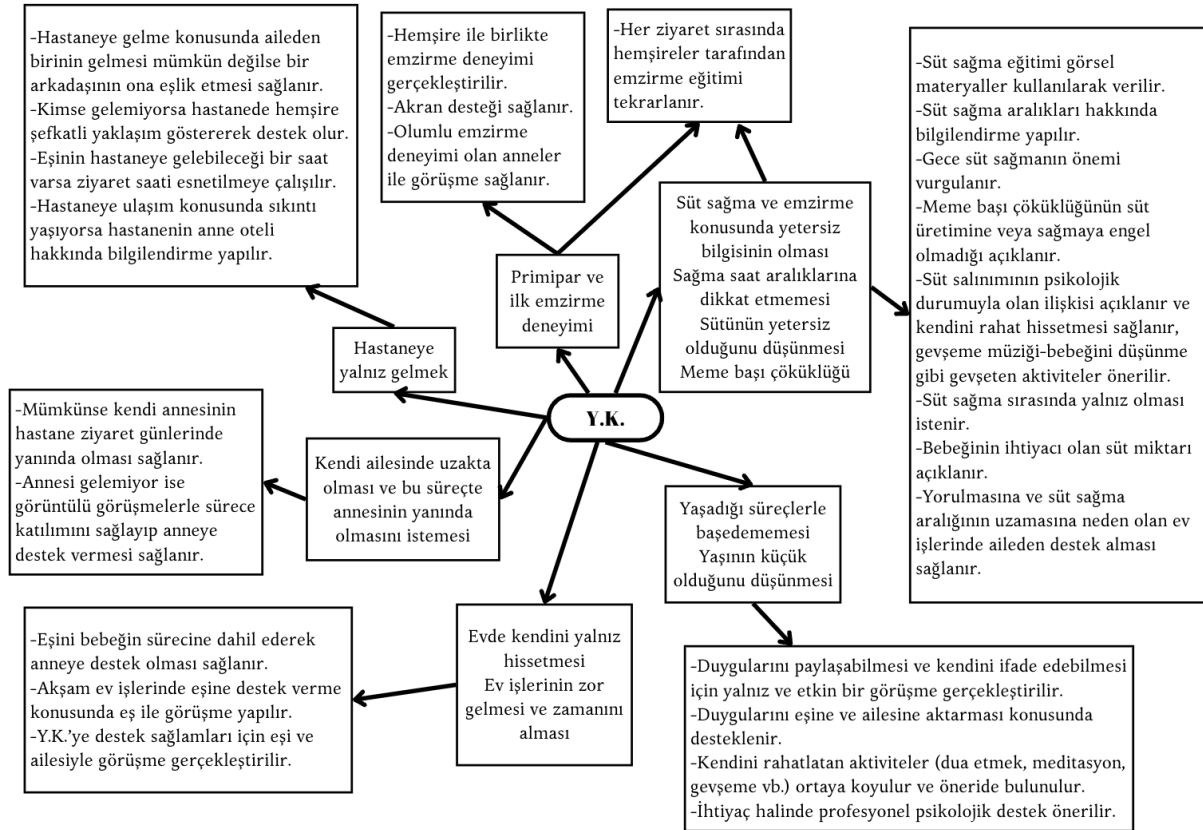 -Hastaneye gelme konusunda aileden
birinin gelmesi mümkün değilse bir
arkadaşının ona eşlik etmesi sağlanır.
-Kimse gelemiyorsa hastanede hemşire
şefkatli yaklaşım göstererek destek olur.
-Eşinin hastaneye gelebileceği bir saat
varsa ziyaret saati esnetilmeye çalışılır.
-Hastaneye ulaşım konusunda sıkıntı
yaşıyorsa hastanenin anne oteli
hakkında bilgilendirme yapılır.
-Hemşire ile birlikte
emzirme deneyimi
gerçekleştirilir.
-Akran desteği sağlanır.
-Olumlu emzirme
deneyimi olan anneler
ile görüşme sağlanır.
-Her ziyaret sırasında
hemşireler tarafından
emzirme eğitimi
tekrarlanır.
-Süt sağma eğitimi görsel
materyaller kullanılarak verilir.
-Süt sağma aralıkları hakkında
bilgilendirme yapılır.
-Gece süt sağmanın önemi
vurgulanır.
-Meme başı çöküklüğünün süt
üretimine veya sağmaya engel
olmadığı açıklanır.
-Süt salınımının psikolojik
durumuyla olan ilişkisi açıklanır ve
kendini rahat hissetmesi sağlanır,
gevşeme müziği-bebeğini düşünme
gibi gevşeten aktiviteler önerilir.
-Süt sağma sırasında yalnız olması
istenir.
-Bebeğinin ihtiyacı olan süt miktarı
açıklanır.
-Yorulmasına ve süt sağma
aralığının uzamasına neden olan ev
işlerinde aileden destek alması
sağlanır.
Süt sağma ve emzirme
konusunda yetersiz
bilgisinin olması
Sağma saat aralıklarına
dikkat etmemesi
Sütünün yetersiz
olduğunu düşünmesi
Meme başı çöküklüğü
Primipar ve
ilk emzirme
deneyimi
Hastaneye
yalnız gelmek
Y.K.
-Mümkünse kendi annesinin
hastane ziyaret günlerinde
yanında olması sağlanır.
-Annesi gelemiyor ise
görüntülü görüşmelerle sürece
katılımını sağlayıp anneye
destek vermesi sağlanır.
Kendi ailesinde uzakta
olması ve bu süreçte
annesinin yanında
olmasını istemesi
Yaşadığı süreçlerle
başedememesi
Yaşının küçük
olduğunu düşünmesi
-Eşini bebeğin sürecine dahil ederek
anneye destek olması sağlanır.
-Akşam ev işlerinde eşine destek verme
konusunda eş ile görüşme yapılır.
-Y.K.'ye destek sağlamları için eşi ve
ailesiyle görüşme gerçekleştirilir.
Evde kendini yalnız
hissetmesi
Ev işlerinin zor
gelmesi ve zamanını
alması
-Duygularını paylaşabilmesi ve kendini ifade edebilmesi
için yalnız ve etkin bir görüşme gerçekleştirilir.
-Duygularını eşine ve ailesine aktarması konusunda
desteklenir.
-Kendini rahatlatan aktiviteler (dua etmek, meditasyon,
gevşeme vb.) ortaya koyulur ve öneride bulunulur.
-İhtiyaç halinde profesyonel psikolojik destek önerilir.